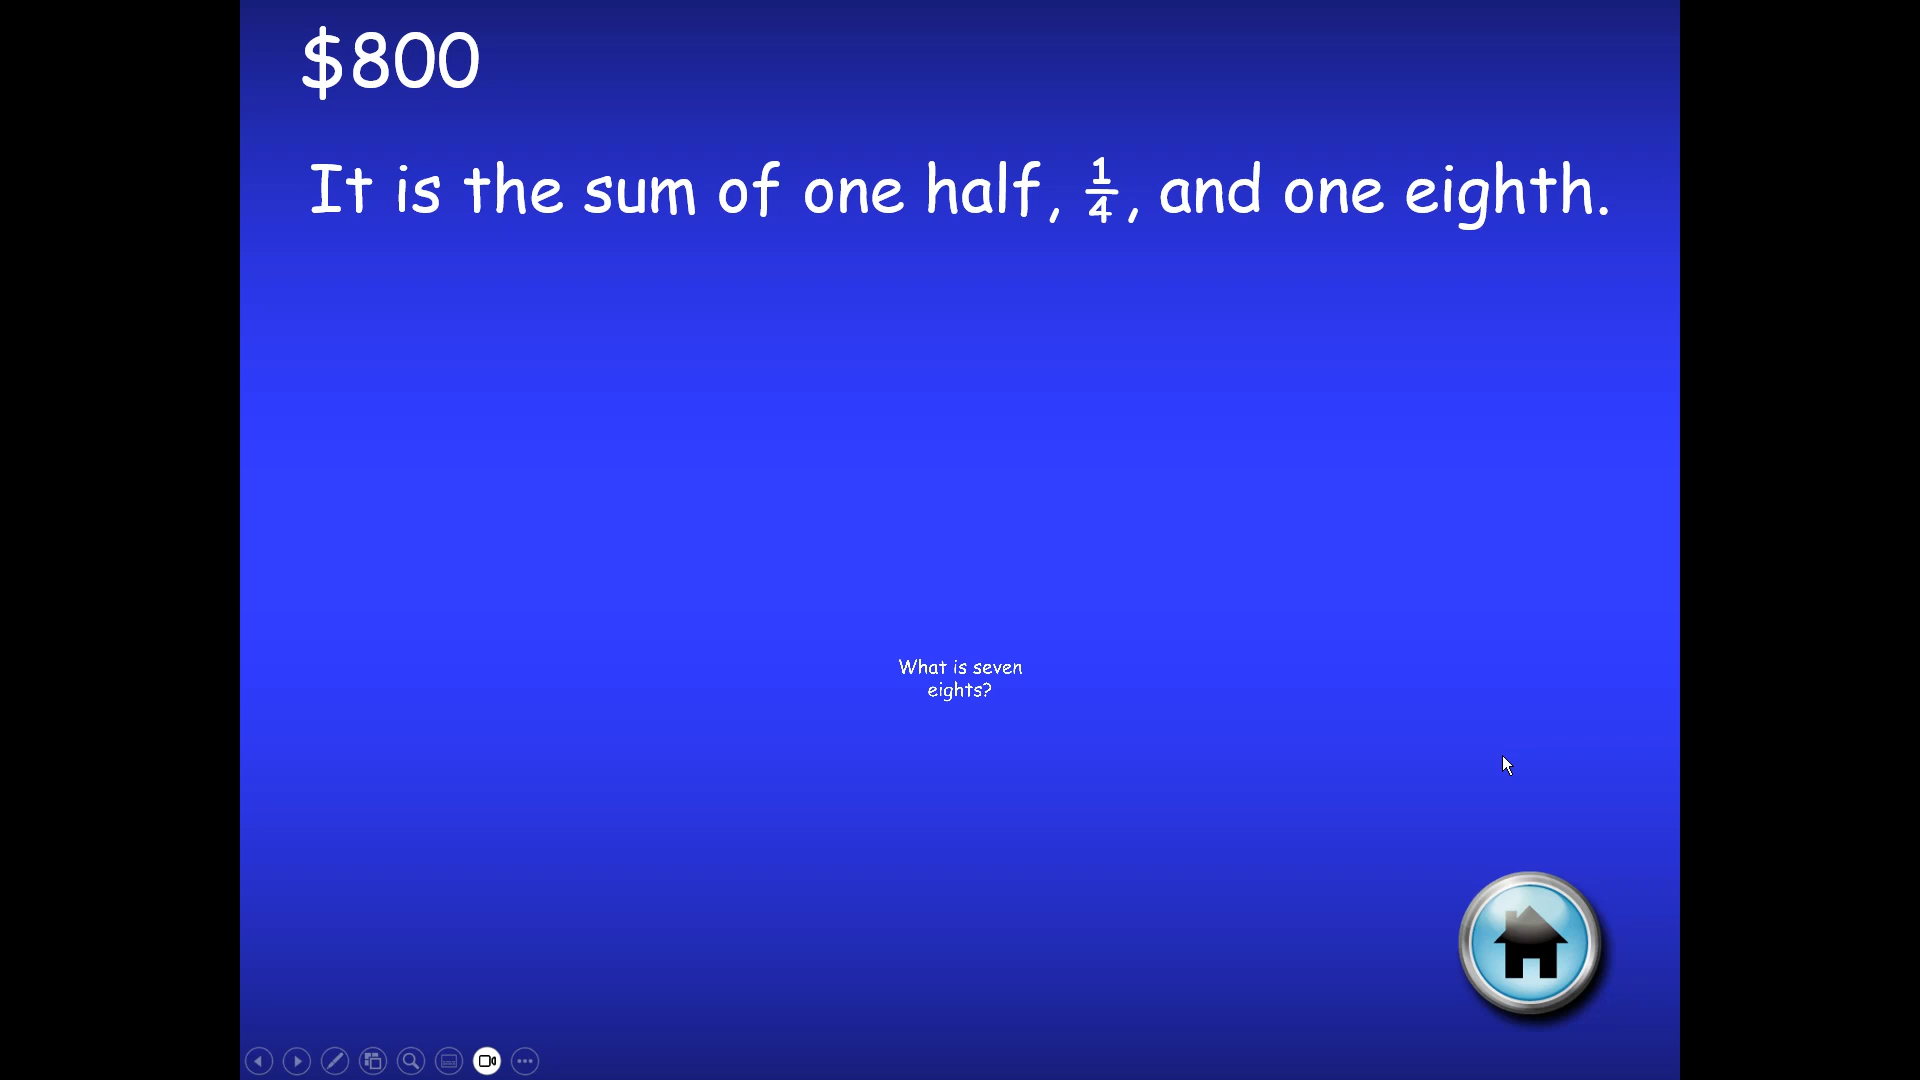 $800
It is the sum of one half, ¼, and one eighth.
What is seven
eights?